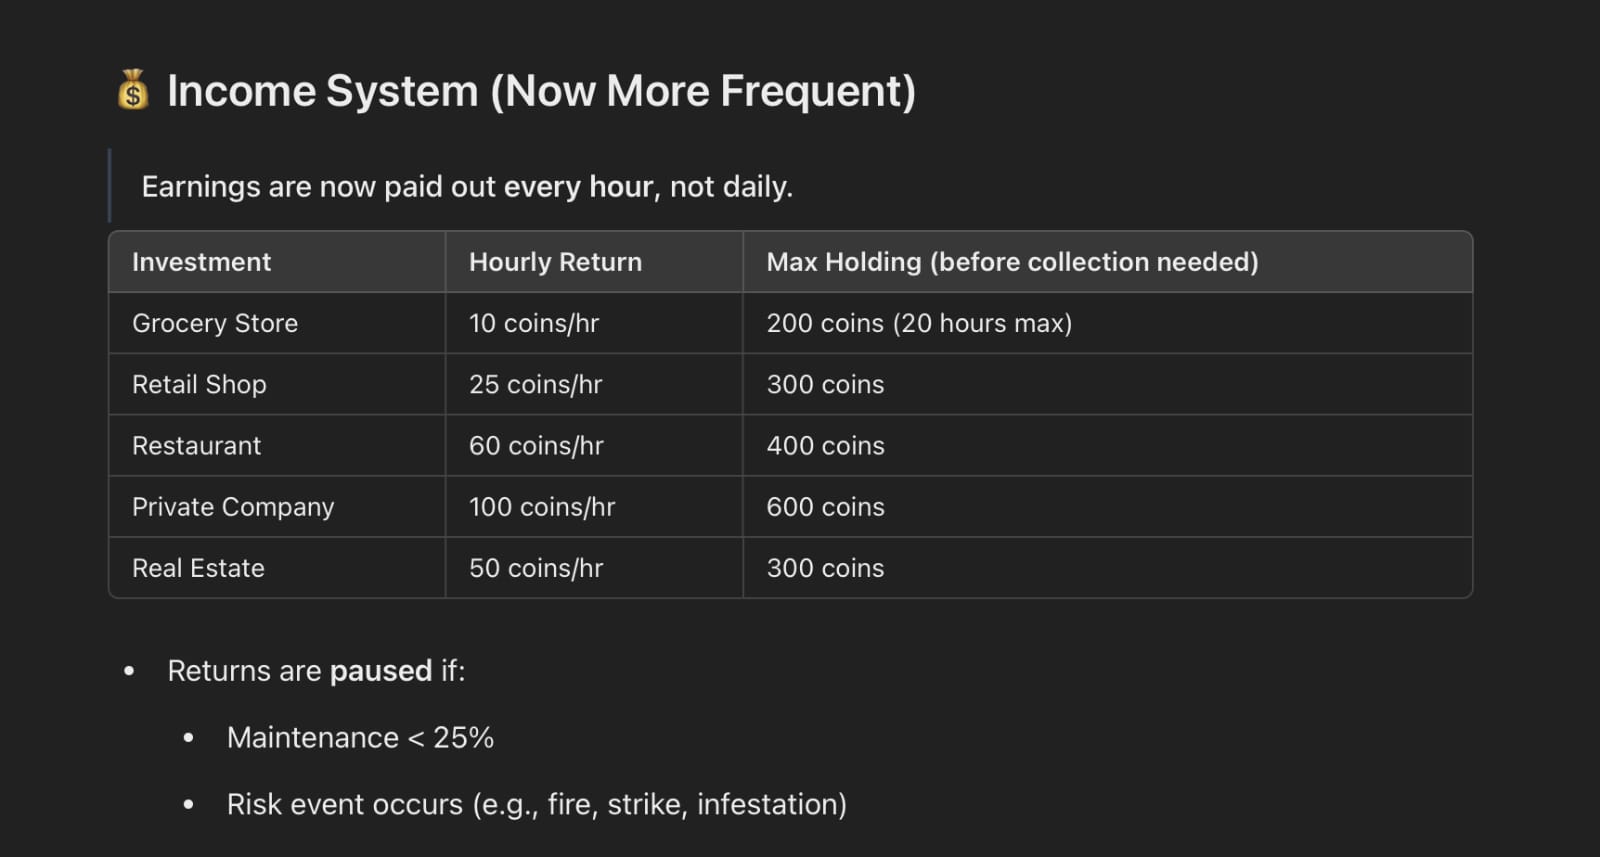 💰 Income System (Now More Frequent)
Earnings are now paid out every hour, not daily.
Investment Hourly Return Max Holding (before collection needed)
Grocery Store 10 coins/hr 200 coins (20 hours max)
Retail Shop 25 coins/hr 300 coins
Restaurant 60 coins/hr 400 coins
Private Company 100 coins/hr 600 coins
Real Estate 50 coins/hr 300 coins
• Returns are paused if:
• Maintenance < 25%
• Risk event occurs (e.g., fire, strike, infestation)